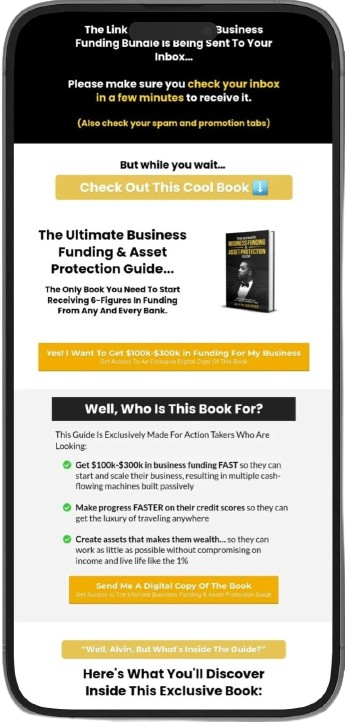 The Link Business
Funding Bundle Is Being Sent To Your
Inbox...
Please make sure you check your inbox
in a few minutes to receive it.
(Also check your spam and promotion tabs)
But while you wait...
Check Out This Cool Book ⬇️
The Ultimate Business
Funding & Asset
Protection Guide...
The Only Book You Need To Start
Receiving 6-Figures In Funding
From Any And Every Bank.
THE ULTIMATE
BUSINESS FUNDING
& ASSET PROTECTION
GUIDE
Yes! I Want To Get $100k-$300k in Funding For My Business
Get Access To An Exclusive Digital Copy Of This Book
Well, Who Is This Book For?
This Guide Is Exclusively Made For Action Takers Who Are
Looking:
Get $100k-$300k in business funding FAST so they can
start and scale their business, resulting in multiple cash-
flowing machines built passively
Make progress FASTER on their credit scores so they can
get the luxury of traveling anywhere
Create assets that makes them wealth... so they can
work as little as possible without compromising on
income and live life like the 1%
Send Me A Digital Copy Of The Book
Get Access to The Ultimate Business Funding & Asset Protection Guide
"Well, Alvin, But What's Inside The Guide?"
Here's What You'll Discover
Inside This Exclusive Book: